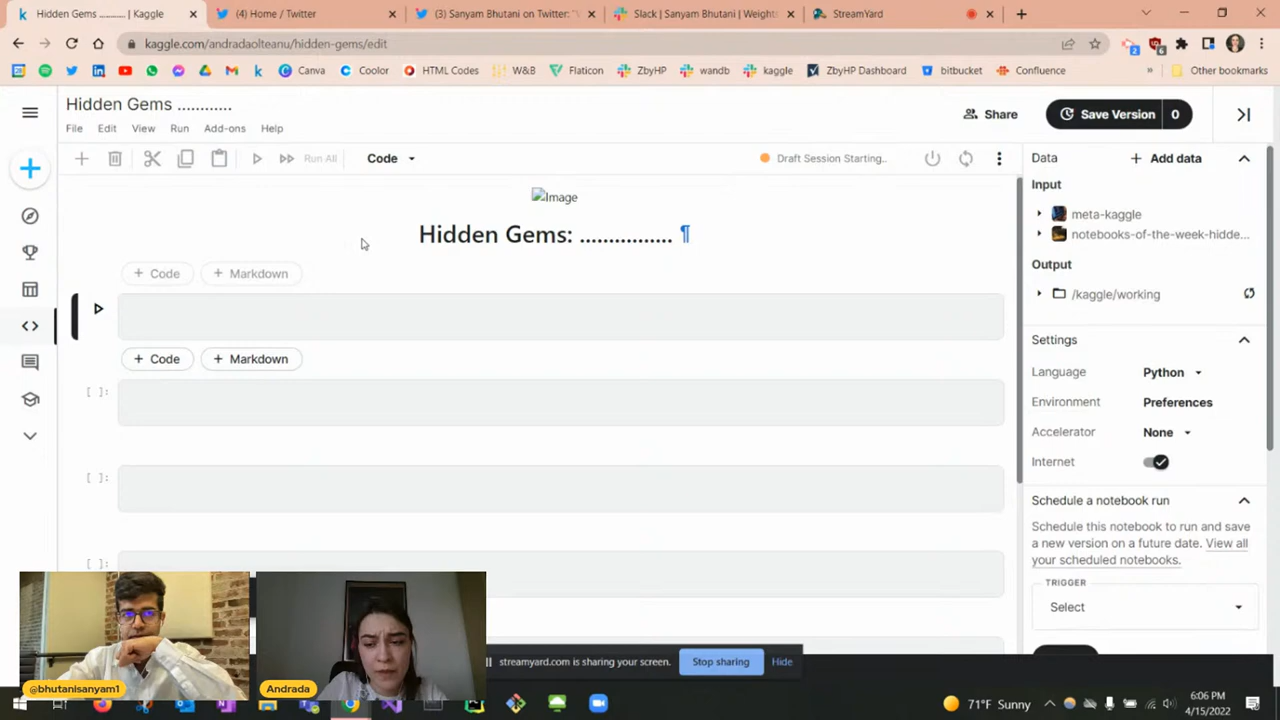 Hidden Gems ............ | Kaggle
(4) Home / Twitter
(3) Sanyam Bhutani on Twitter: "
Slack | Sanyam Bhutani | Weight
StreamYard
kaggle.com/andradaolteanu/hidden-gems/edit
Canva
Coolor
HTML Codes
W&B
Flaticon
ZbyHP
wandb
kaggle
ZbyHP Dashboard
bitbucket
Confluence
Other bookmarks
Hidden Gems ............
File Edit View Run Add-ons Help
Share
Save Version 0
Run All
Code
Draft Session Starting..
Image
Hidden Gems: ................ ¶
+ Code + Markdown
+ Code + Markdown
[ ]:
[ ]:
[ ]:
Data
+ Add data
Input
meta-kaggle
notebooks-of-the-week-hidde...
Output
/kaggle/working
Settings
Language Python
Environment Preferences
Accelerator None
Internet
Schedule a notebook run
Schedule this notebook to run and save
a new version on a future date. View all
your scheduled notebooks.
TRIGGER
Select
@bhutanisanyam1
Andrada
streamyard.com is sharing your screen.
Stop sharing
Hide
71°F Sunny
6:06 PM
4/15/2022